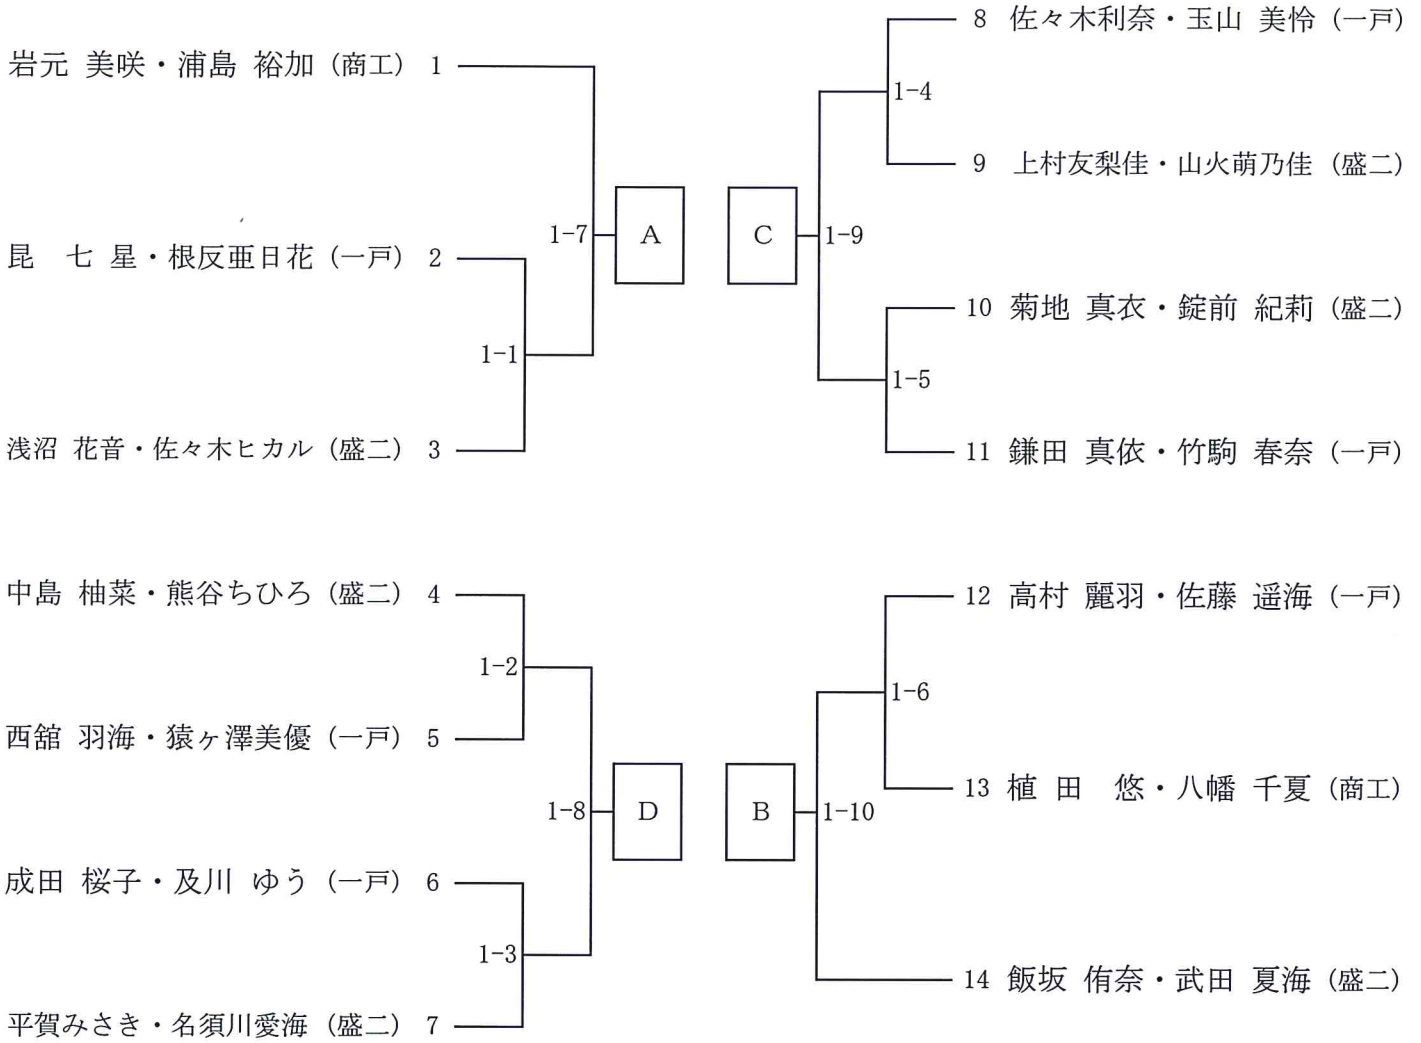 岩元 美咲・浦島 裕加 (商工) 1
1-7
A
昆 七 星・根反亜日花 (一戸) 2
1-1
浅沼 花音・佐々木ヒカル (盛二) 3
中島 柚菜・熊谷ちひろ (盛二) 4
1-2
西舘 羽海・猿ヶ澤美優 (一戸) 5
1-8
D
成田 桜子・及川 ゆう (一戸) 6
1-3
平賀みさき・名須川愛海 (盛二) 7
8 佐々木利奈・玉山 美怜 (一戸)
1-4
9 上村友梨佳・山火萌乃佳 (盛二)
C
1-9
10 菊地 真衣・錠前 紀莉 (盛二)
1-5
11 鎌田 真依・竹駒 春奈 (一戸)
12 高村 麗羽・佐藤 遥海 (一戸)
1-6
13 植 田 悠・八幡 千夏 (商工)
B
1-10
14 飯坂 侑奈・武田 夏海 (盛二)